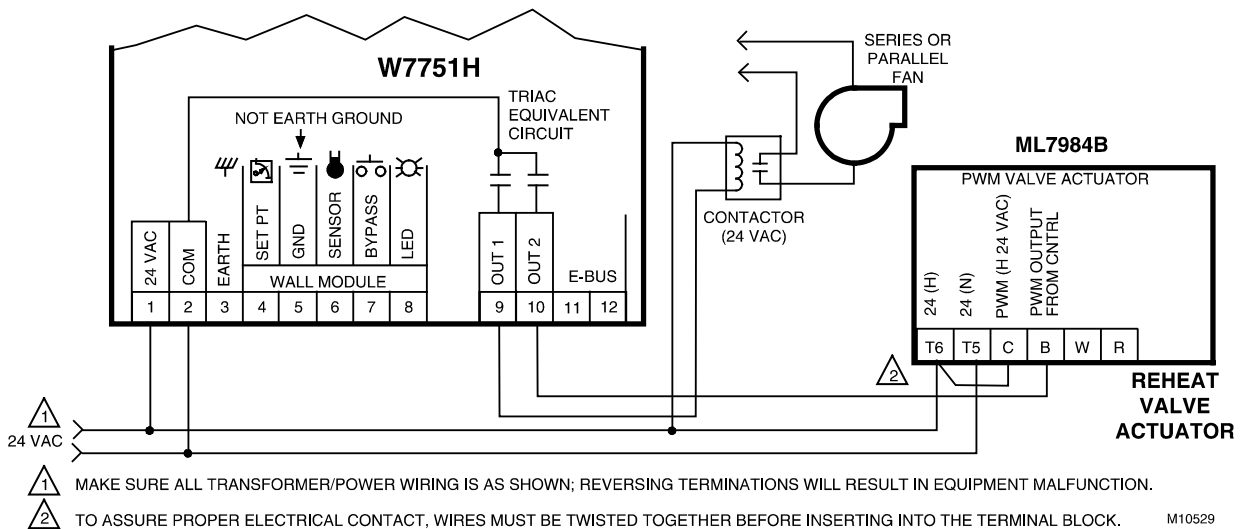 W7751H
TRIAC
EQUIVALENT
CIRCUIT
NOT EARTH GROUND
24 VAC
COM
EARTH
SET PT
GND
SENSOR
BYPASS
LED
WALL MODULE
OUT 1
OUT 2
E-BUS
1 2 3 4 5 6 7 8 9 10 11 12
SERIES OR
PARALLEL
FAN
CONTACTOR
(24 VAC)
ML7984B
PWM VALVE ACTUATOR
24 (H)
24 (N)
PWM (H 24 VAC)
PWM OUTPUT
FROM CNTRL
T6 T5 C B W R
2
REHEAT
VALVE
ACTUATOR
1
24 VAC
1 MAKE SURE ALL TRANSFORMER/POWER WIRING IS AS SHOWN; REVERSING TERMINATIONS WILL RESULT IN EQUIPMENT MALFUNCTION.
2 TO ASSURE PROPER ELECTRICAL CONTACT, WIRES MUST BE TWISTED TOGETHER BEFORE INSERTING INTO THE TERMINAL BLOCK.
M10529